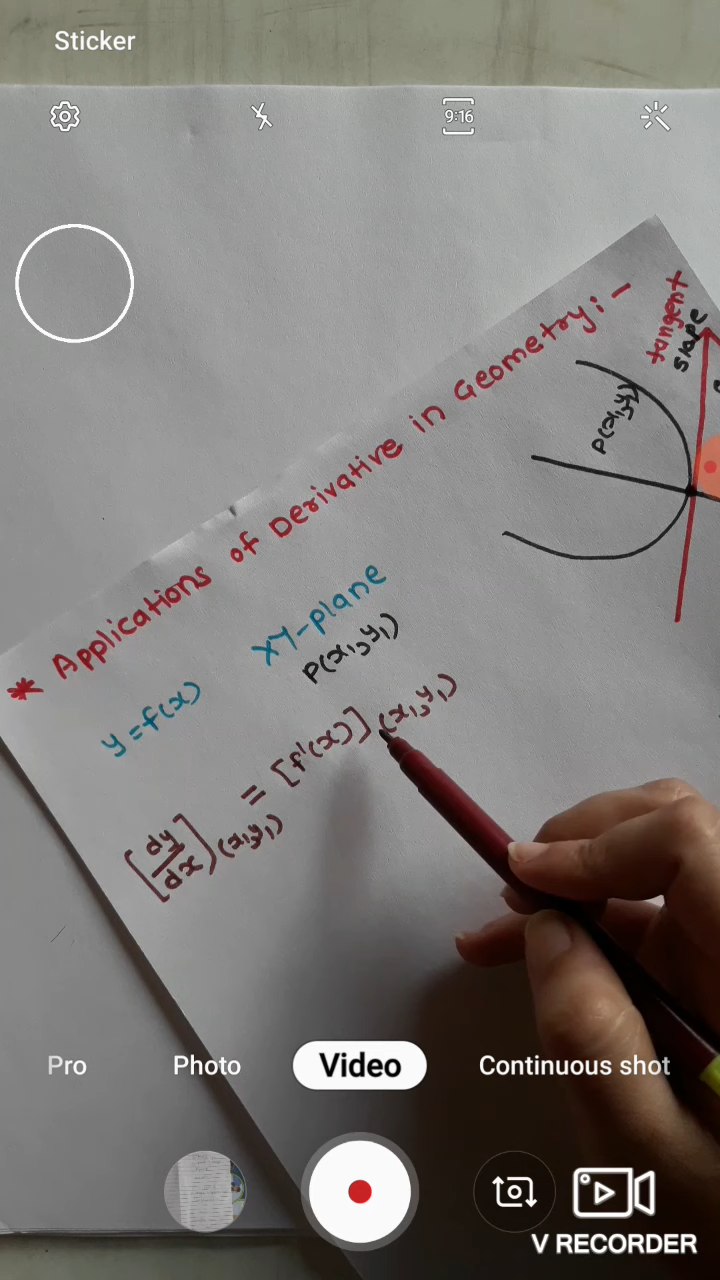 Sticker
9:16
* Applications of Derivative in Geometry: -
tangent
slope
P(x₁,y₁)
y = f(x)
XY-plane
P(x₁,y₁)
[dy/dx](x₁,y₁) = [f'(x)](x₁,y₁)
Pro
Photo
Video
Continuous shot
V RECORDER